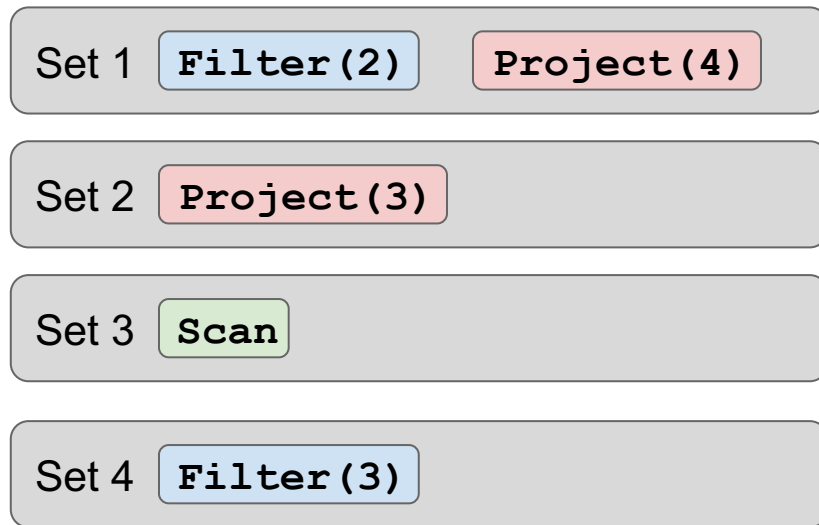 Set 1 Filter(2) Project(4)
Set 2 Project(3)
Set 3 Scan
Set 4 Filter(3)